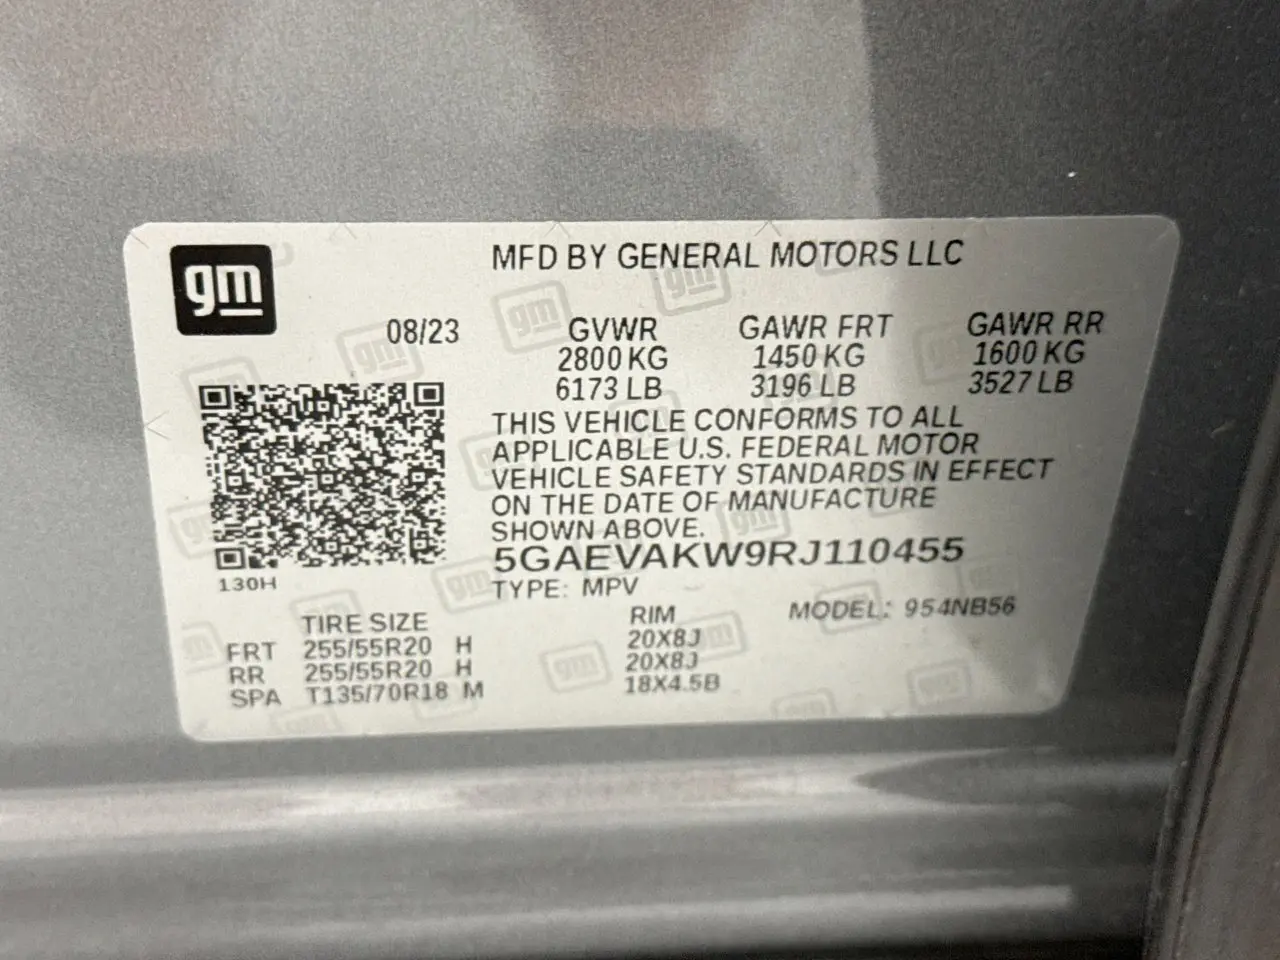 gm
MFD BY GENERAL MOTORS LLC
08/23 GVWR GAWR FRT GAWR RR
2800 KG 1450 KG 1600 KG
6173 LB 3196 LB 3527 LB
THIS VEHICLE CONFORMS TO ALL
APPLICABLE U.S. FEDERAL MOTOR
VEHICLE SAFETY STANDARDS IN EFFECT
ON THE DATE OF MANUFACTURE
SHOWN ABOVE.
5GAEVAKW9RJ110455
130H
TYPE: MPV
MODEL: 954NB56
TIRE SIZE RIM
FRT 255/55R20 H 20X8J
RR 255/55R20 H 20X8J
SPA T135/70R18 M 18X4.5B